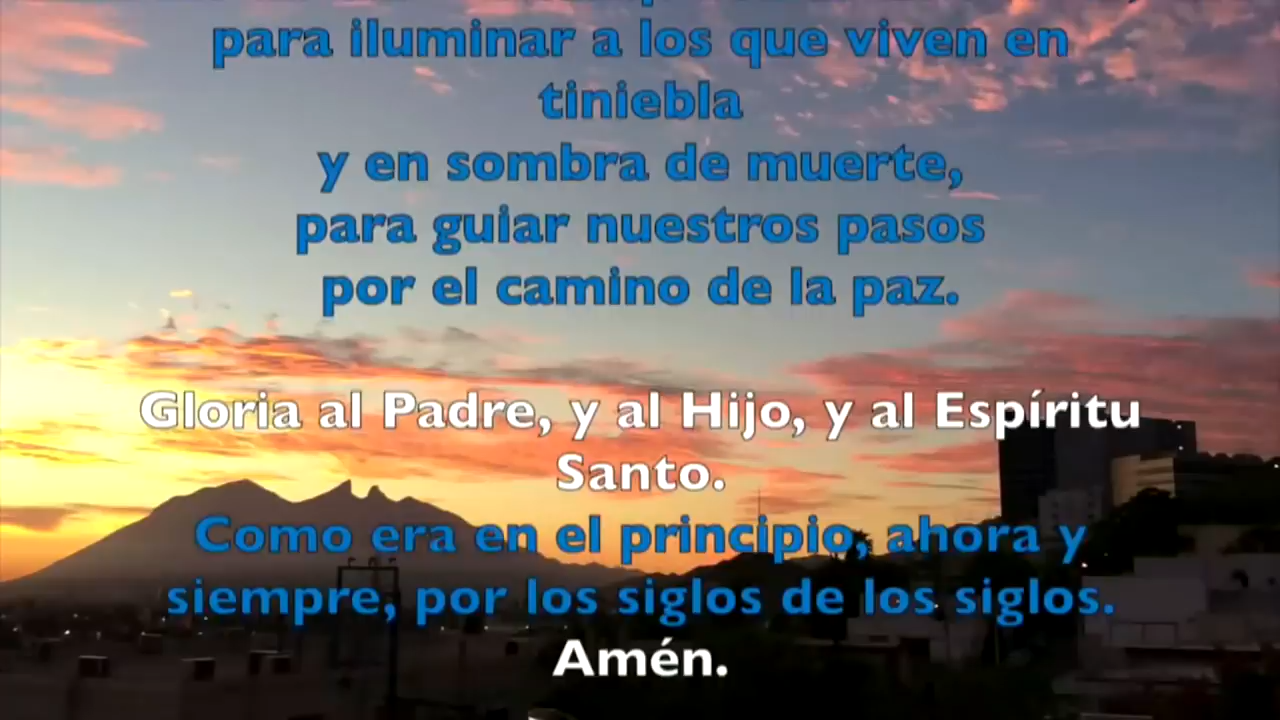 para iluminar a los que viven en
tiniebla
y en sombra de muerte,
para guiar nuestros pasos
por el camino de la paz.
Gloria al Padre, y al Hijo, y al Espíritu
Santo.
Como era en el principio, ahora y
siempre, por los siglos de los siglos.
Amén.